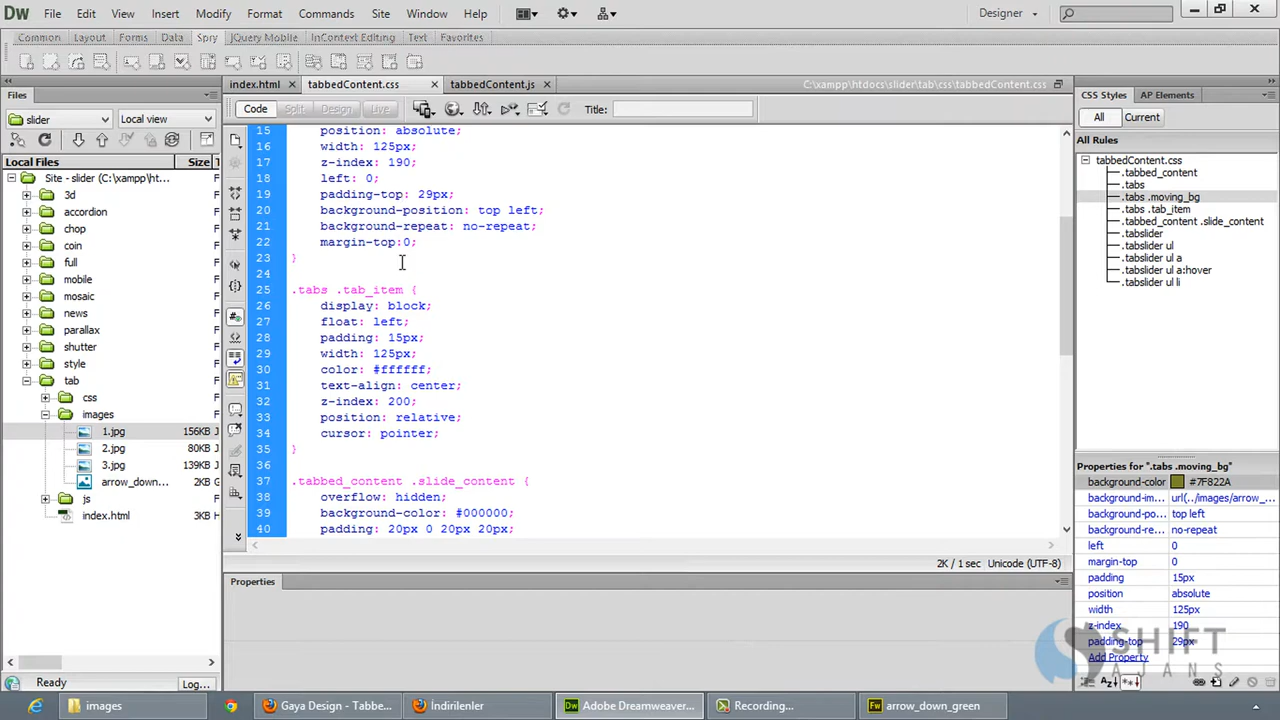 Dw File Edit View Insert Modify Format Commands Site Window Help Designer
Common Layout Forms Data Spry jQuery Mobile InContext Editing Text Favorites
Files
slider Local view
Local Files Size
Site - slider (C:\xampp\ht... F
3d F
accordion F
chop F
coin F
full F
mobile F
mosaic F
news F
parallax F
shutter F
style F
tab F
css F
images F
1.jpg 156KB J
2.jpg 80KB J
3.jpg 139KB J
arrow_down... 2KB G
js F
index.html 3KB F
Ready Log...
index.html tabbedContent.css tabbedContent.js C:\xampp\htdocs\slider\tab\css\tabbedContent.css
Code Split Design Live Title:
15 position: absolute;
16 width: 125px;
17 z-index: 190;
18 left: 0;
19 padding-top: 29px;
20 background-position: top left;
21 background-repeat: no-repeat;
22 margin-top:0;
23 }
24
25 .tabs .tab_item {
26 display: block;
27 float: left;
28 padding: 15px;
29 width: 125px;
30 color: #ffffff;
31 text-align: center;
32 z-index: 200;
33 position: relative;
34 cursor: pointer;
35 }
36
37 .tabbed_content .slide_content {
38 overflow: hidden;
39 background-color: #000000;
40 padding: 20px 0 20px 20px;
2K / 1 sec Unicode (UTF-8)
Properties
CSS Styles AP Elements
All Current
All Rules
tabbedContent.css
.tabbed_content
.tabs
.tabs .moving_bg
.tabs .tab_item
.tabbed_content .slide_content
.tabslider
.tabslider ul
.tabslider ul a
.tabslider ul a:hover
.tabslider ul li
Properties for ".tabs .moving_bg"
background-color #7F822A
background-im... url(../images/arrow_...
background-po... top left
background-re... no-repeat
left 0
margin-top 0
padding 15px
position absolute
width 125px
z-index 190
padding-top 29px
Add Property
SHIFT
AJANS
images Gaya Design - Tabbe... Indirilenler Adobe Dreamweaver... Recording... arrow_down_green